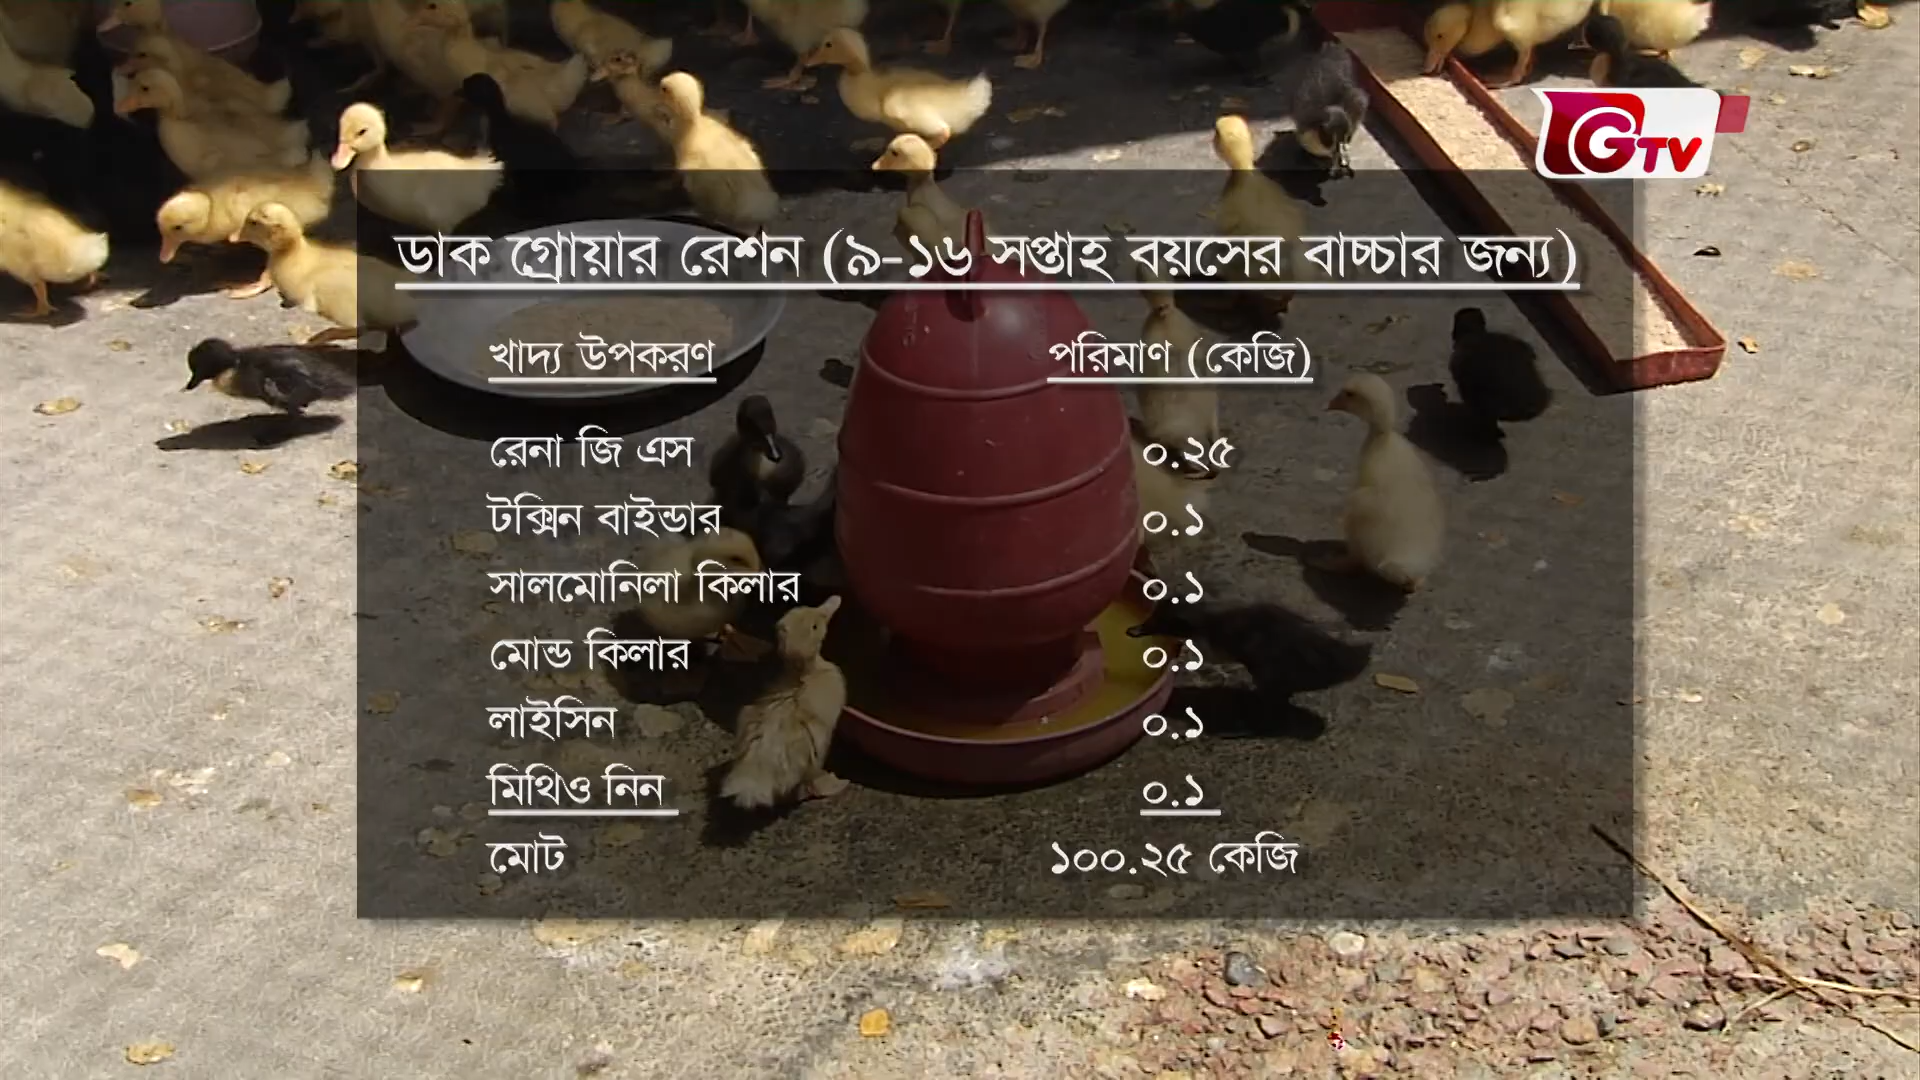 GTV
ডাক গ্রোয়ার রেশন (৯-১৬ সপ্তাহ বয়সের বাচ্চার জন্য)
খাদ্য উপকরণ পরিমাণ (কেজি)
রেনা জি এস ০.২৫
টক্সিন বাইন্ডার ০.১
সালমোনিলা কিলার ০.১
মোল্ড কিলার ০.১
লাইসিন ০.১
মিথিও নিন ০.১
মোট ১০০.২৫ কেজি